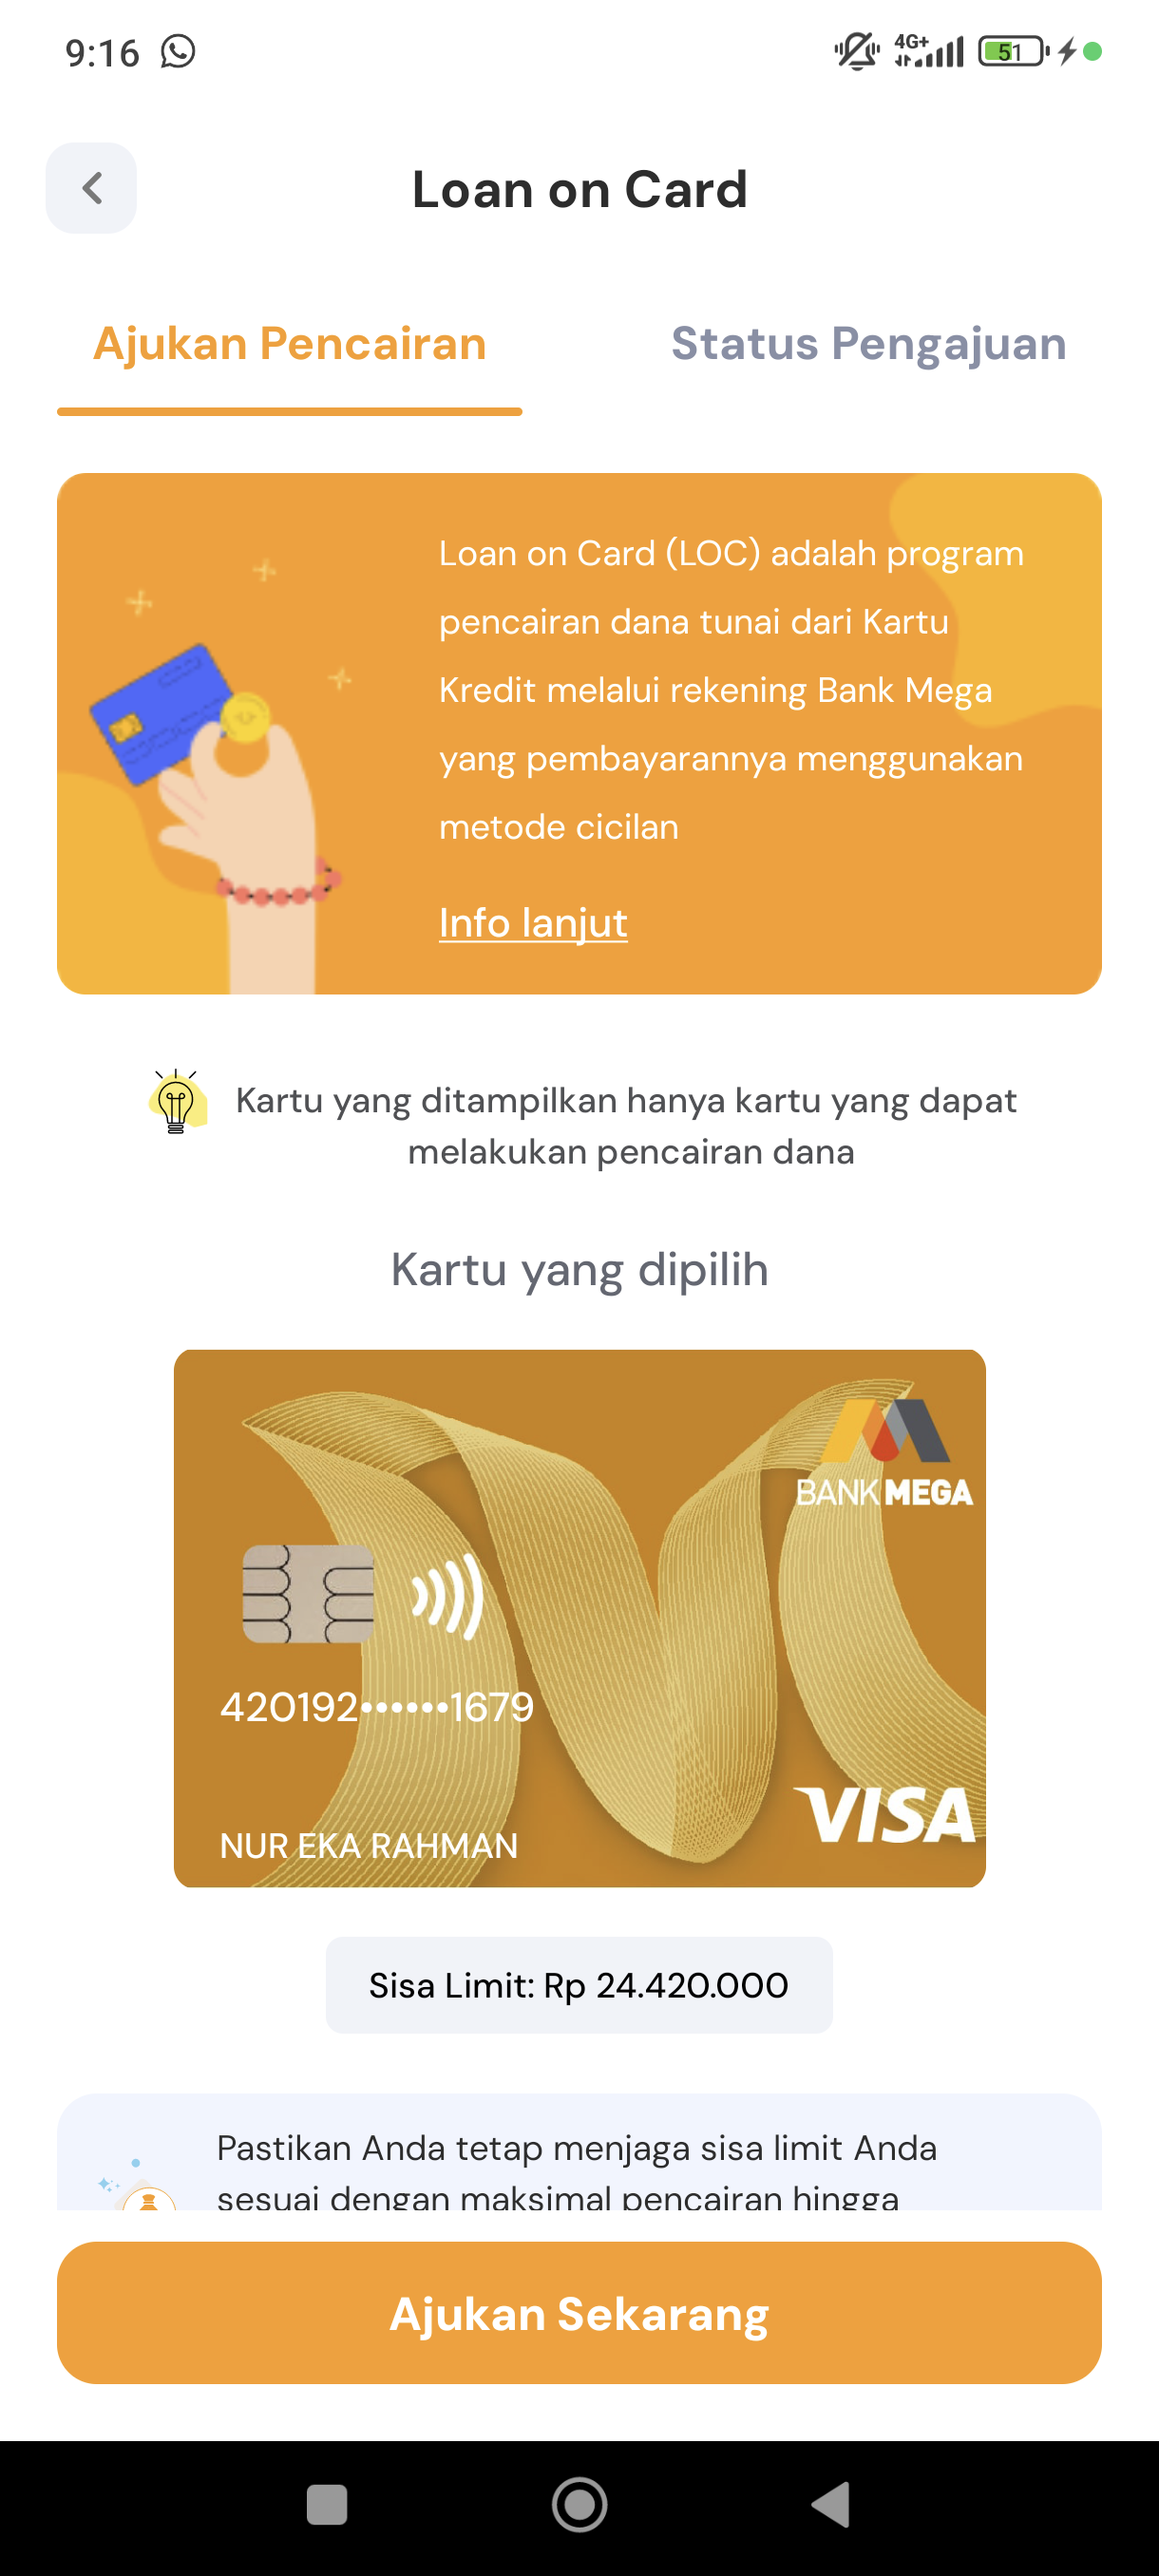 9:16
4G+
51
Loan on Card
Ajukan Pencairan
Status Pengajuan
Loan on Card (LOC) adalah program
pencairan dana tunai dari Kartu
Kredit melalui rekening Bank Mega
yang pembayarannya menggunakan
metode cicilan
Info lanjut
Kartu yang ditampilkan hanya kartu yang dapat
melakukan pencairan dana
Kartu yang dipilih
BANK MEGA
420192••••••1679
VISA
NUR EKA RAHMAN
Sisa Limit: Rp 24.420.000
Pastikan Anda tetap menjaga sisa limit Anda
sesuai dengan maksimal pencairan hingga
Ajukan Sekarang